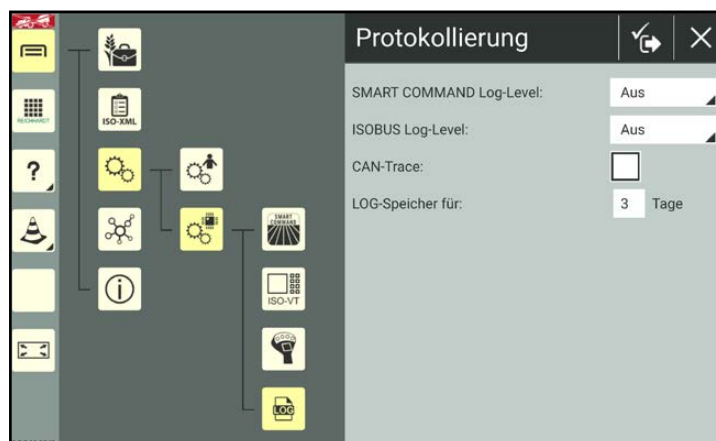 Protokollierung
REICHHARDT
ISO-XML
?
SMART COMMAND Log-Level:
Aus
ISOBUS Log-Level:
Aus
CAN-Trace:
LOG-Speicher für:
3 Tage
SMART
COMMAND
ISO-VT
LOG